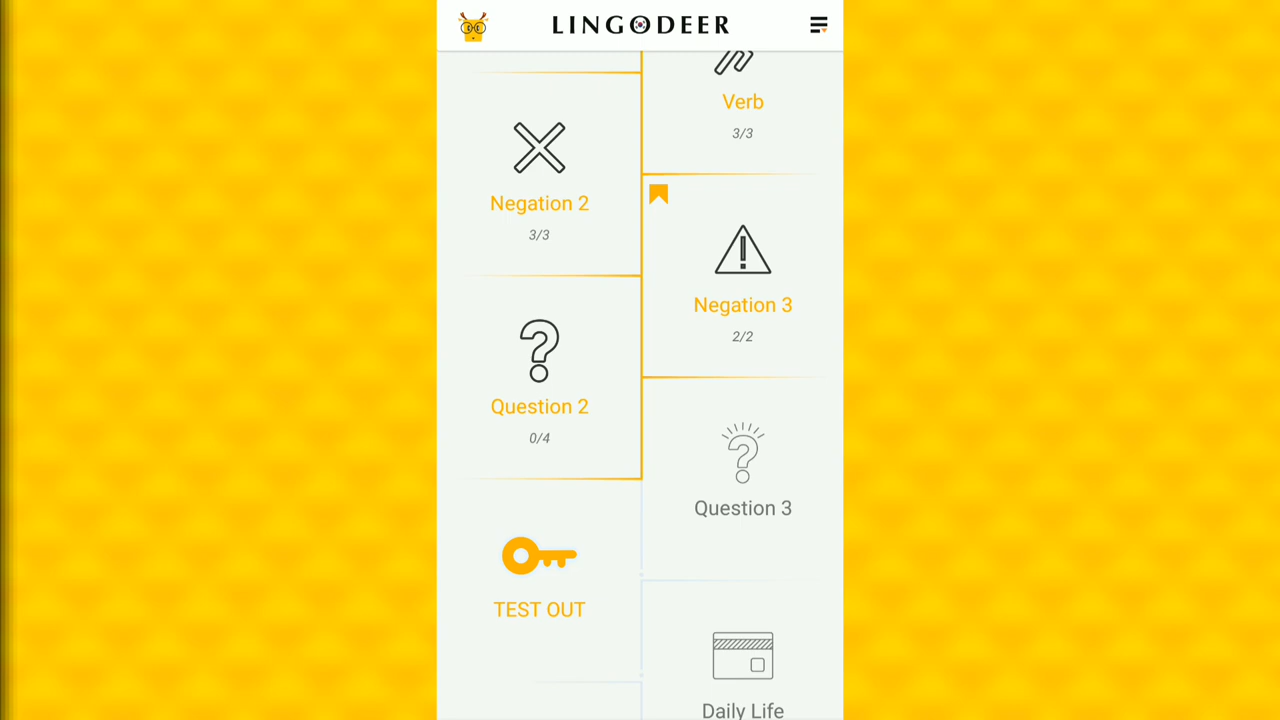 LINGODEER
Verb
3/3
Negation 2
3/3
Negation 3
2/2
Question 2
0/4
Question 3
TEST OUT
Daily Life